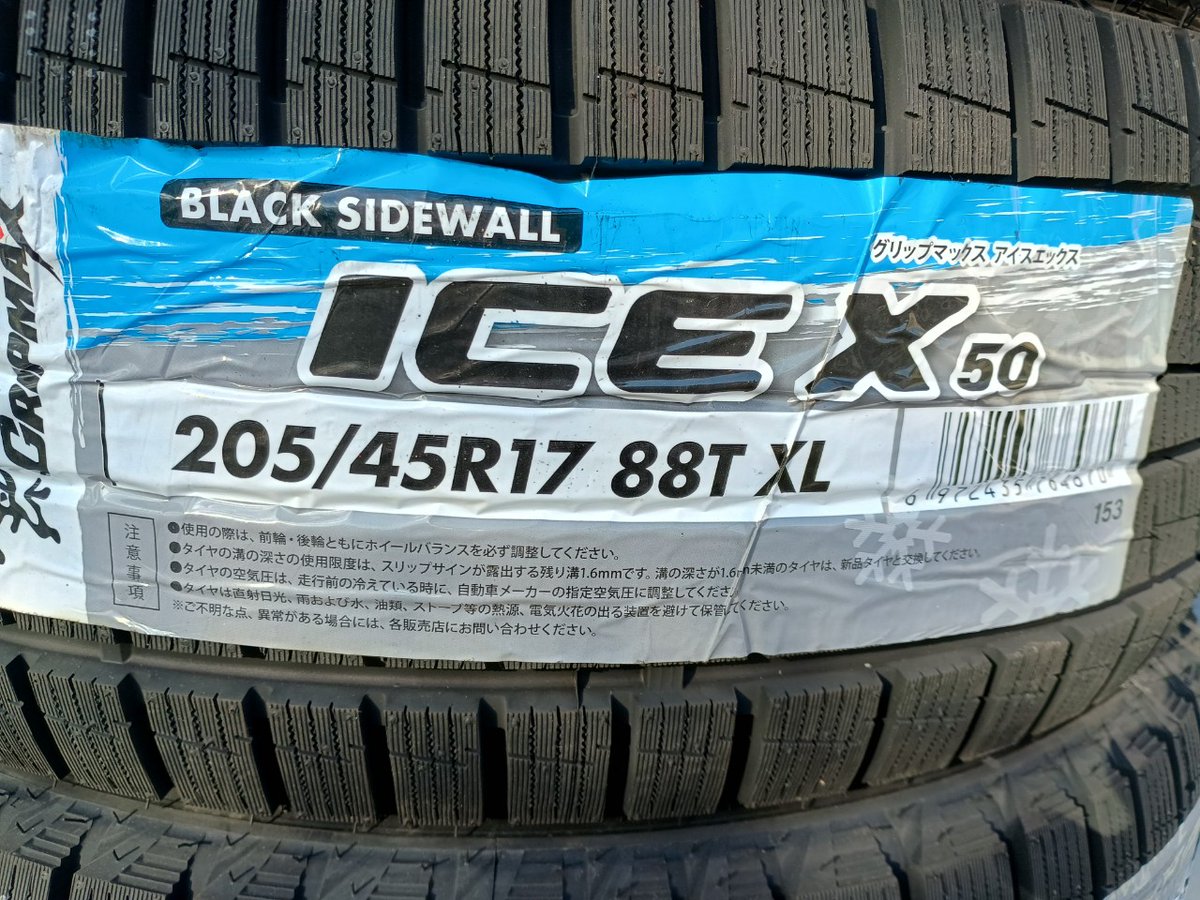 GRIPMAX
BLACK SIDEWALL
グリップマックス アイスエックス
ICE X 50
205/45R17 88T XL
153
注意事項
●使用の際は、前輪・後輪ともにホイールバランスを必ず調整してください。
●タイヤの溝の深さの使用限度は、スリップサインが露出する残り溝1.6mmです。溝の深さが1.6mm未満のタイヤは、新品タイヤと交換してください。
●タイヤの空気圧は、走行前の冷えている時に、自動車メーカーの指定空気圧に調整してください。
●タイヤは直射日光、雨および水、油類、ストーブ等の熱源、電気火花の出る装置を避けて保管してください。
※ご不明な点、異常がある場合には、各販売店にお問い合わせください。